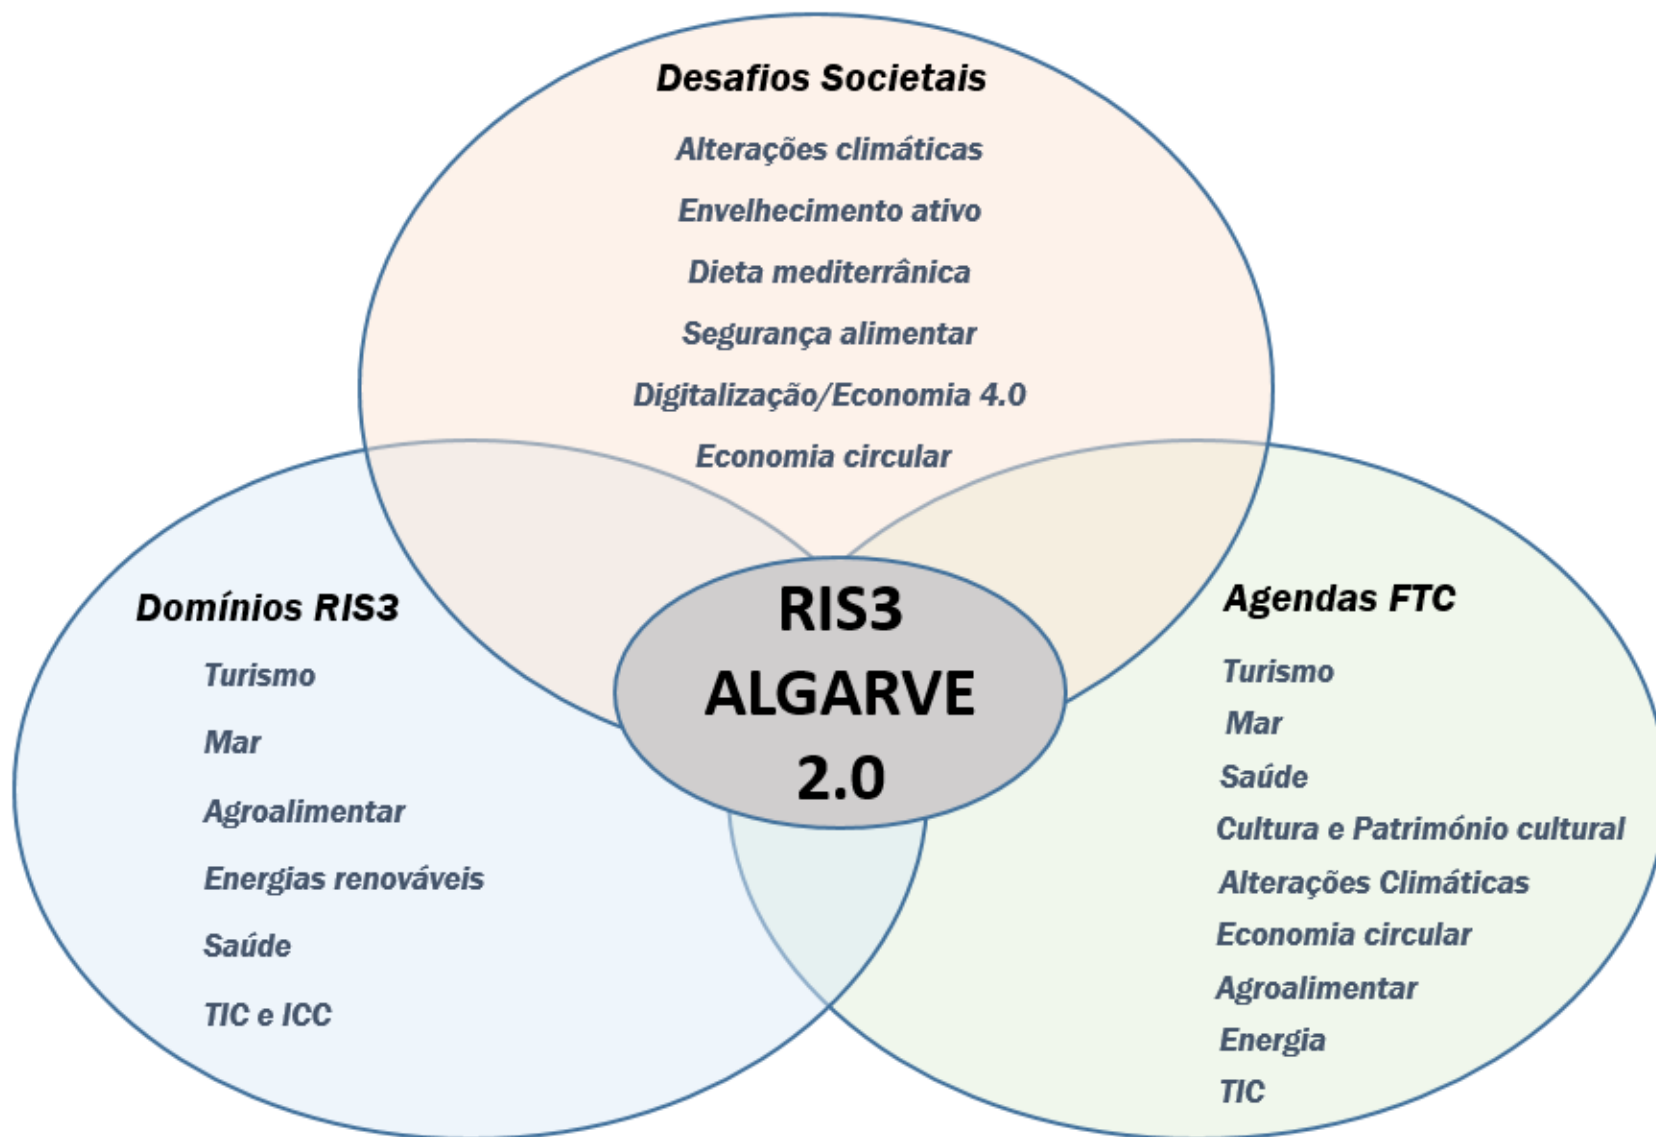 Desafios Societais
Alterações climáticas
Envelhecimento ativo
Dieta mediterrânica
Segurança alimentar
Digitalização/Economia 4.0
Economia circular
Domínios RIS3
Turismo
Mar
Agroalimentar
Energias renováveis
Saúde
TIC e ICC
RIS3
ALGARVE
2.0
Agendas FTC
Turismo
Mar
Saúde
Cultura e Património cultural
Alterações Climáticas
Economia circular
Agroalimentar
Energia
TIC